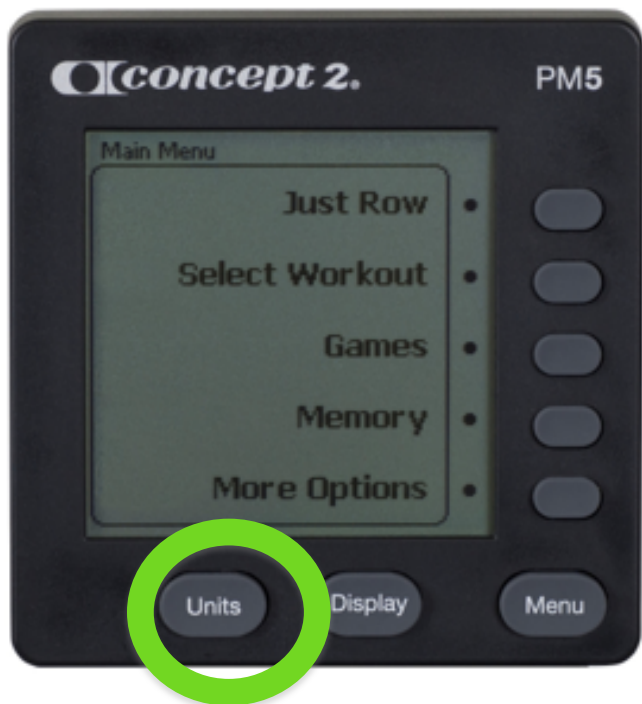 concept 2.
PM5
Main Menu
Just Row
Select Workout
Games
Memory
More Options
Units
Display
Menu